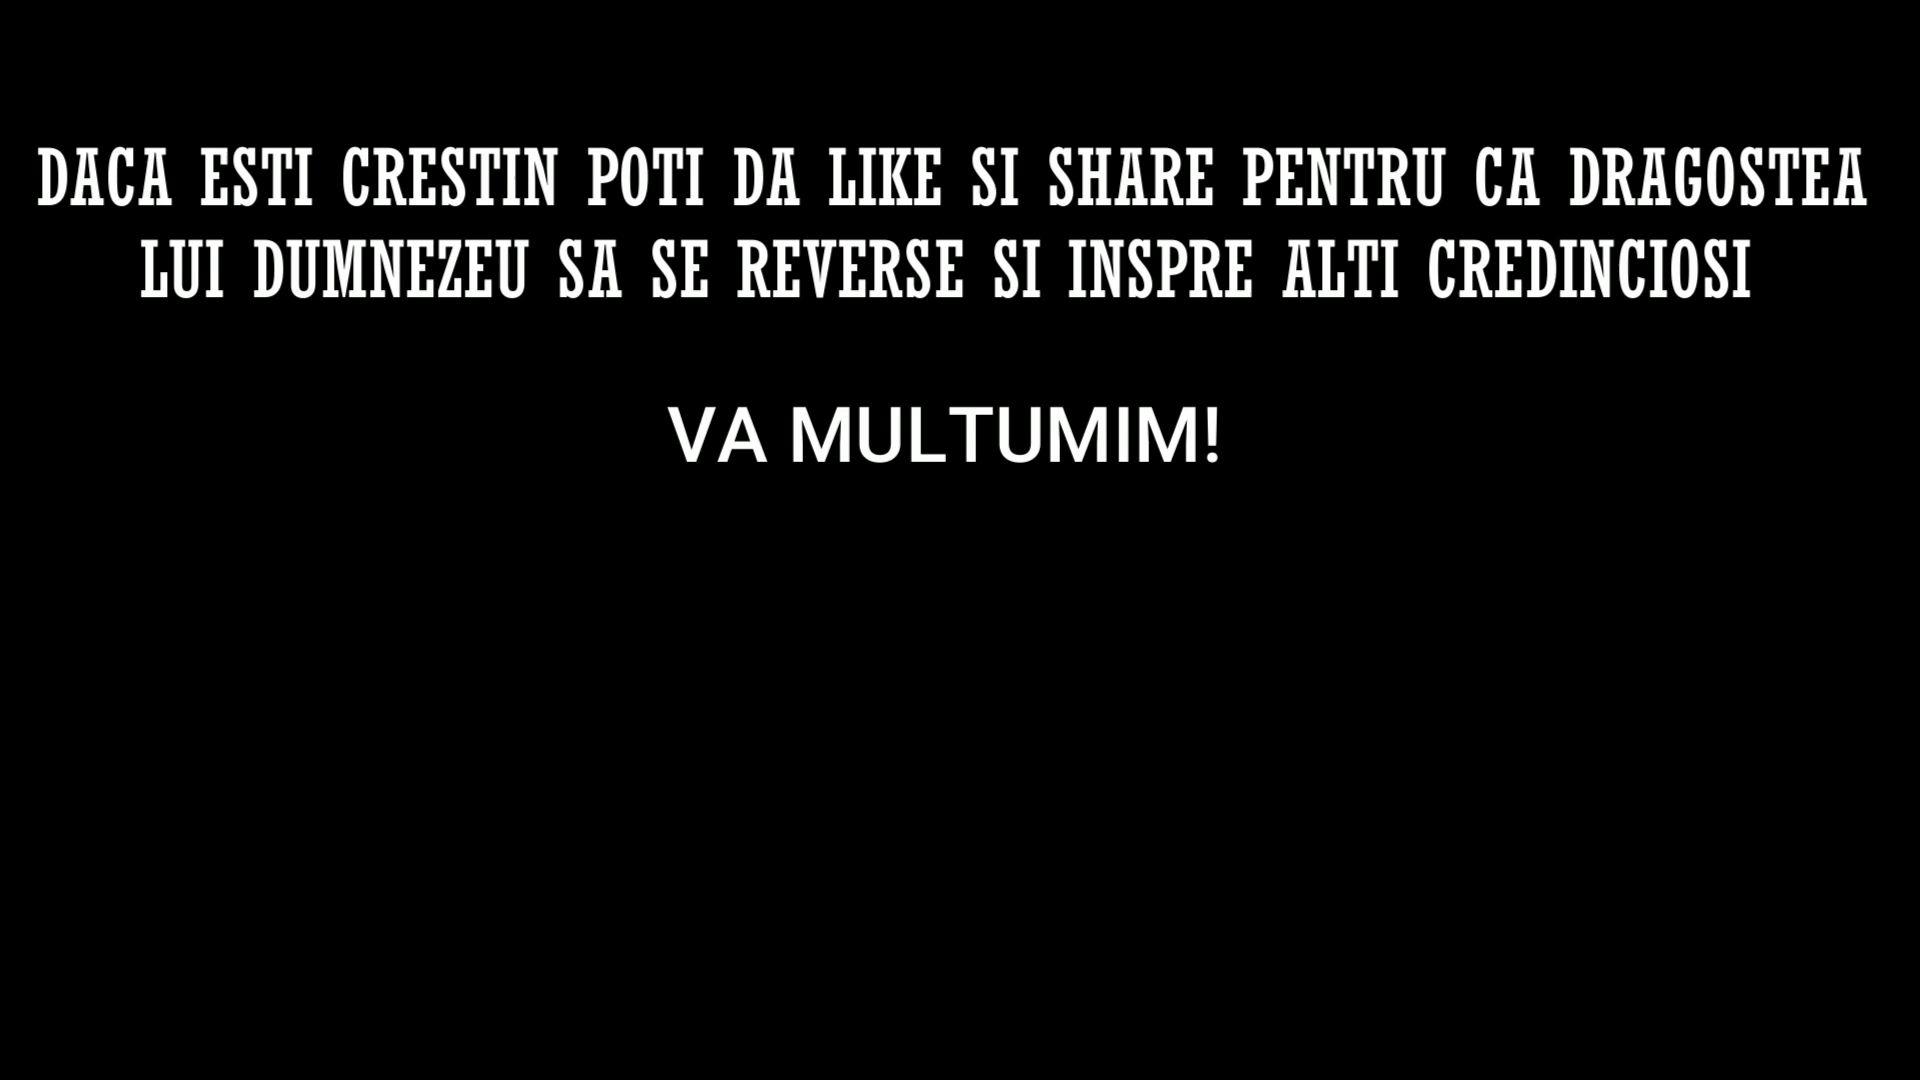 DACA ESTI CRESTIN POTI DA LIKE SI SHARE PENTRU CA DRAGOSTEA
LUI DUMNEZEU SA SE REVERSE SI INSPRE ALTI CREDINCIOSI
VA MULTUMIM!